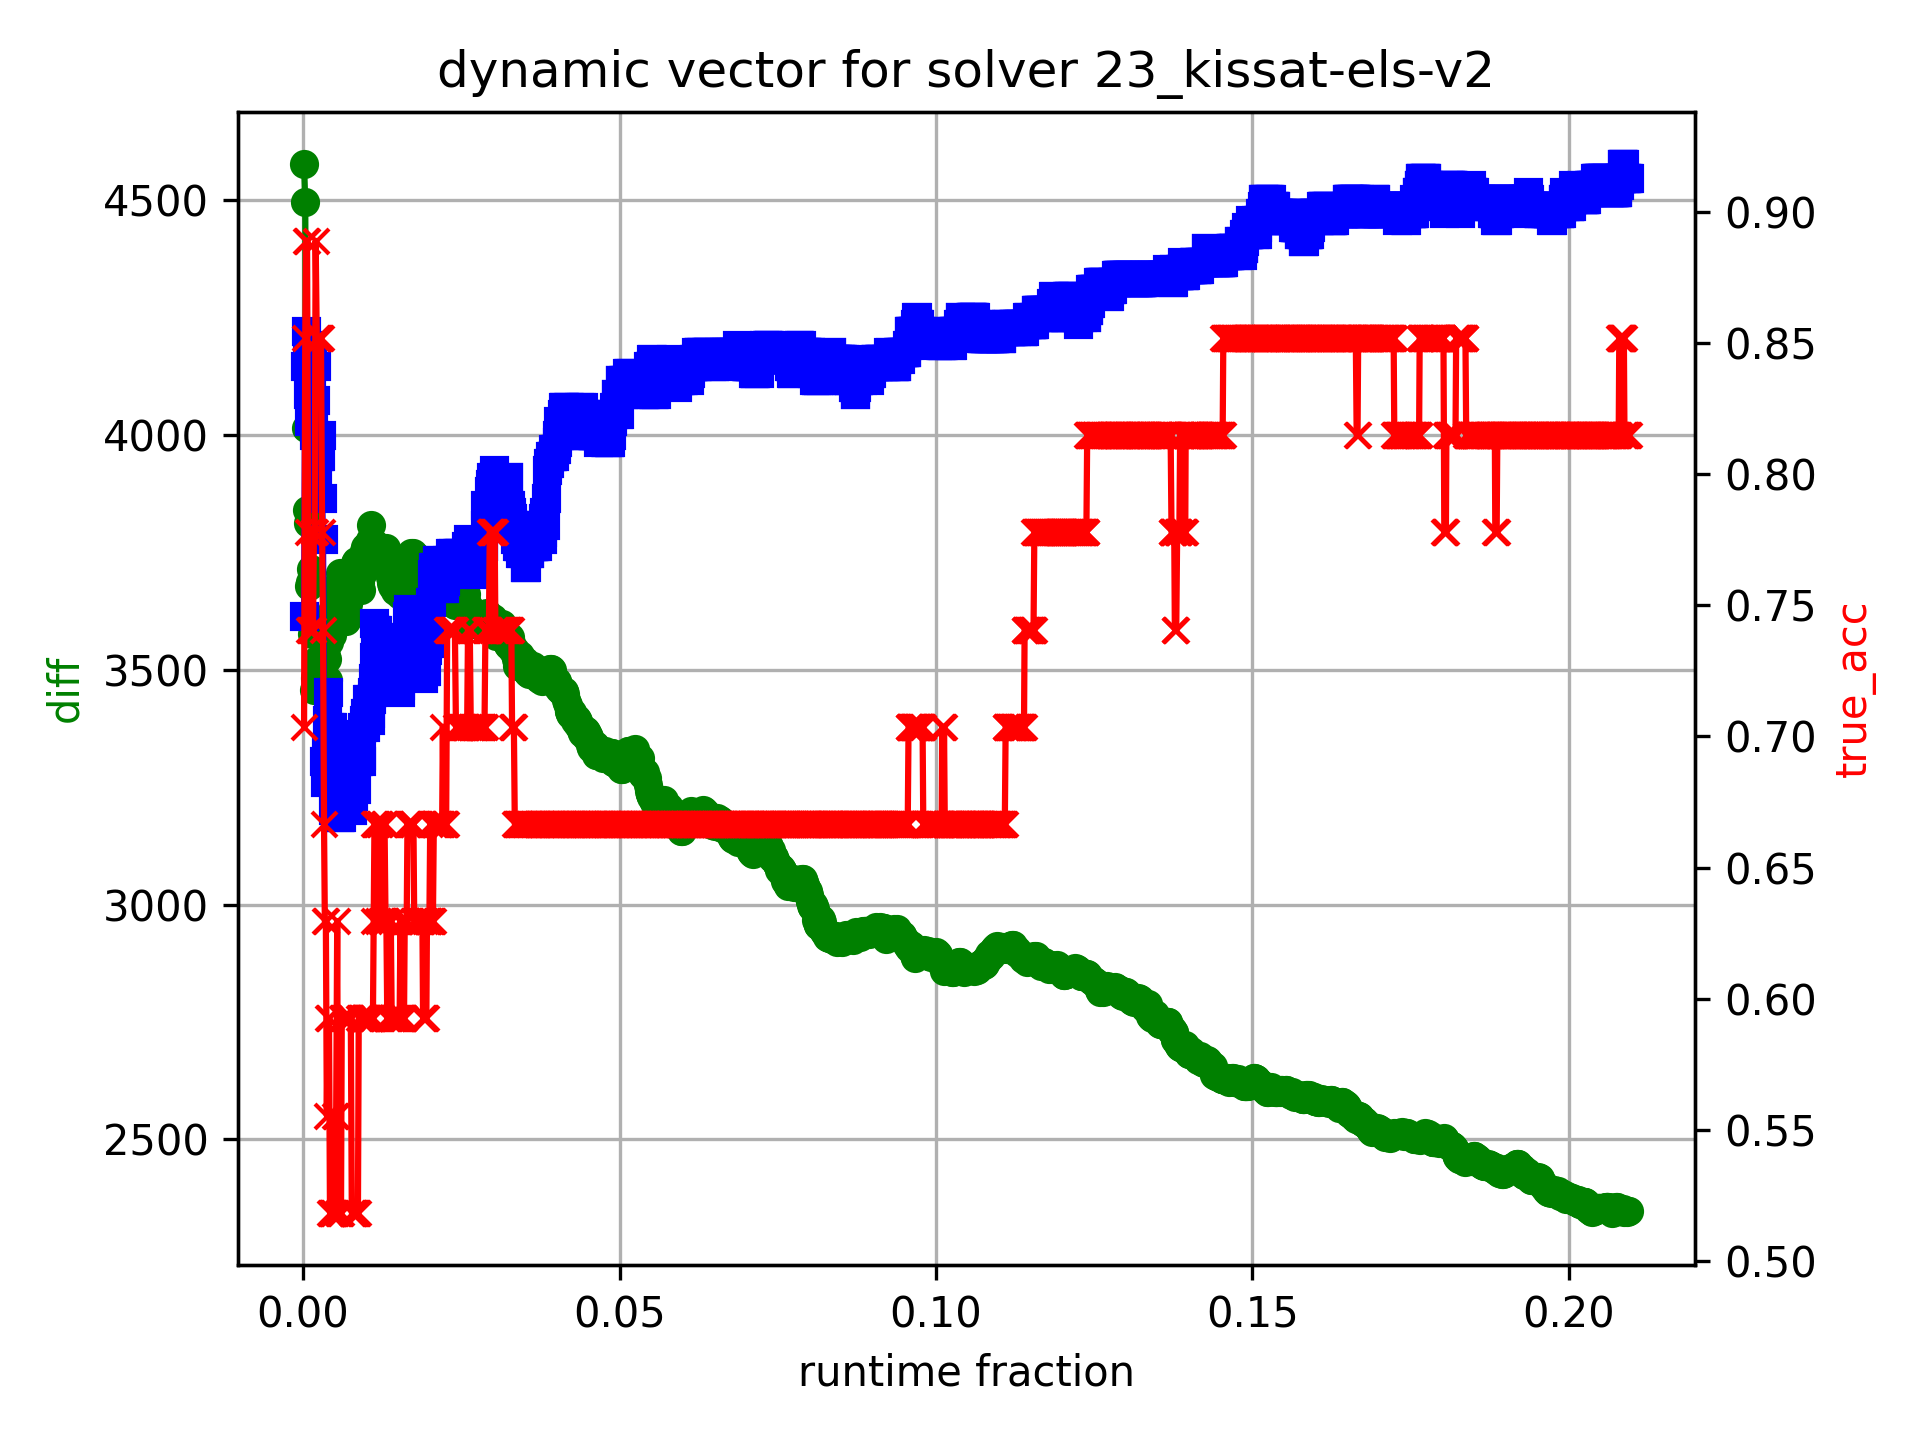 dynamic vector for solver 23_kissat-els-v2
4500
4000
3500
3000
2500
diff
0.90
0.85
0.80
0.75
0.70
0.65
0.60
0.55
0.50
true_acc
0.00 0.05 0.10 0.15 0.20
runtime fraction